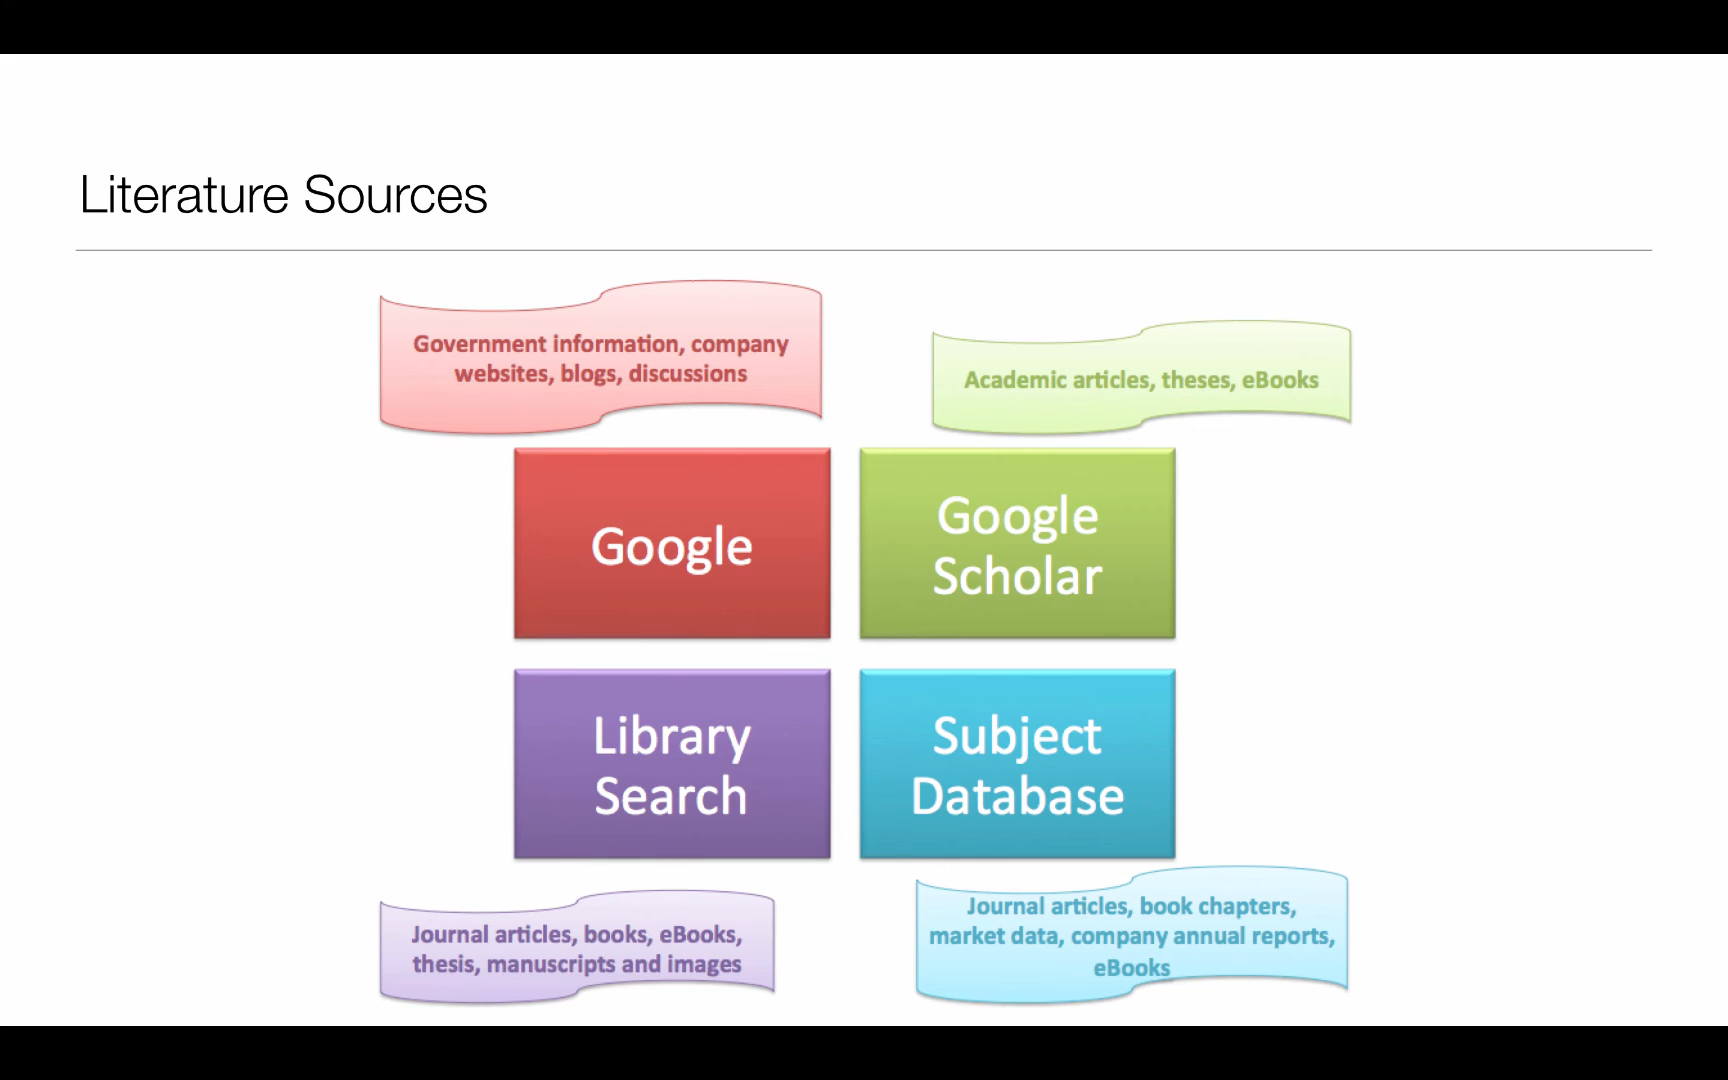 Literature Sources
Government information, company
websites, blogs, discussions
Academic articles, theses, eBooks
Google
Google
Scholar
Library
Search
Subject
Database
Journal articles, books, eBooks,
thesis, manuscripts and images
Journal articles, book chapters,
market data, company annual reports,
eBooks